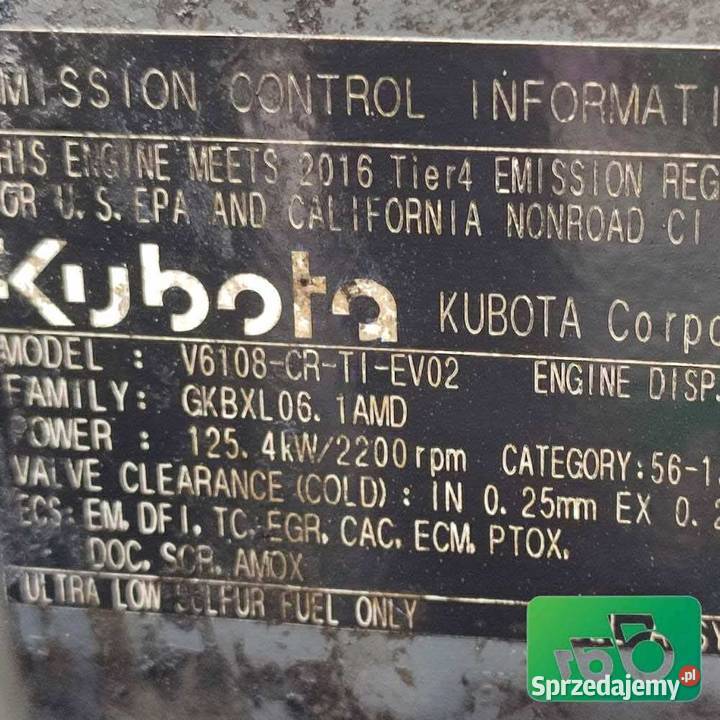 MISSION CONTROL INFORMATI
HIS ENGINE MEETS 2016 Tier4 EMISSION REG
OR U.S. EPA AND CALIFORNIA NONROAD CI
Kubota KUBOTA Corpo
MODEL : V6108-CR-TI-EV02 ENGINE DISP.
FAMILY: GKBXL06.1AMD
POWER : 125.4kW/2200rpm CATEGORY:56-1
VALVE CLEARANCE (COLD) : IN 0.25mm EX 0.2
ECS: EM, DFI, TC, EGR, CAC, ECM, PTOX,
DOC, SCR, AMOX
ULTRA LOW SULFUR FUEL ONLY
Sprzedajemy.pl